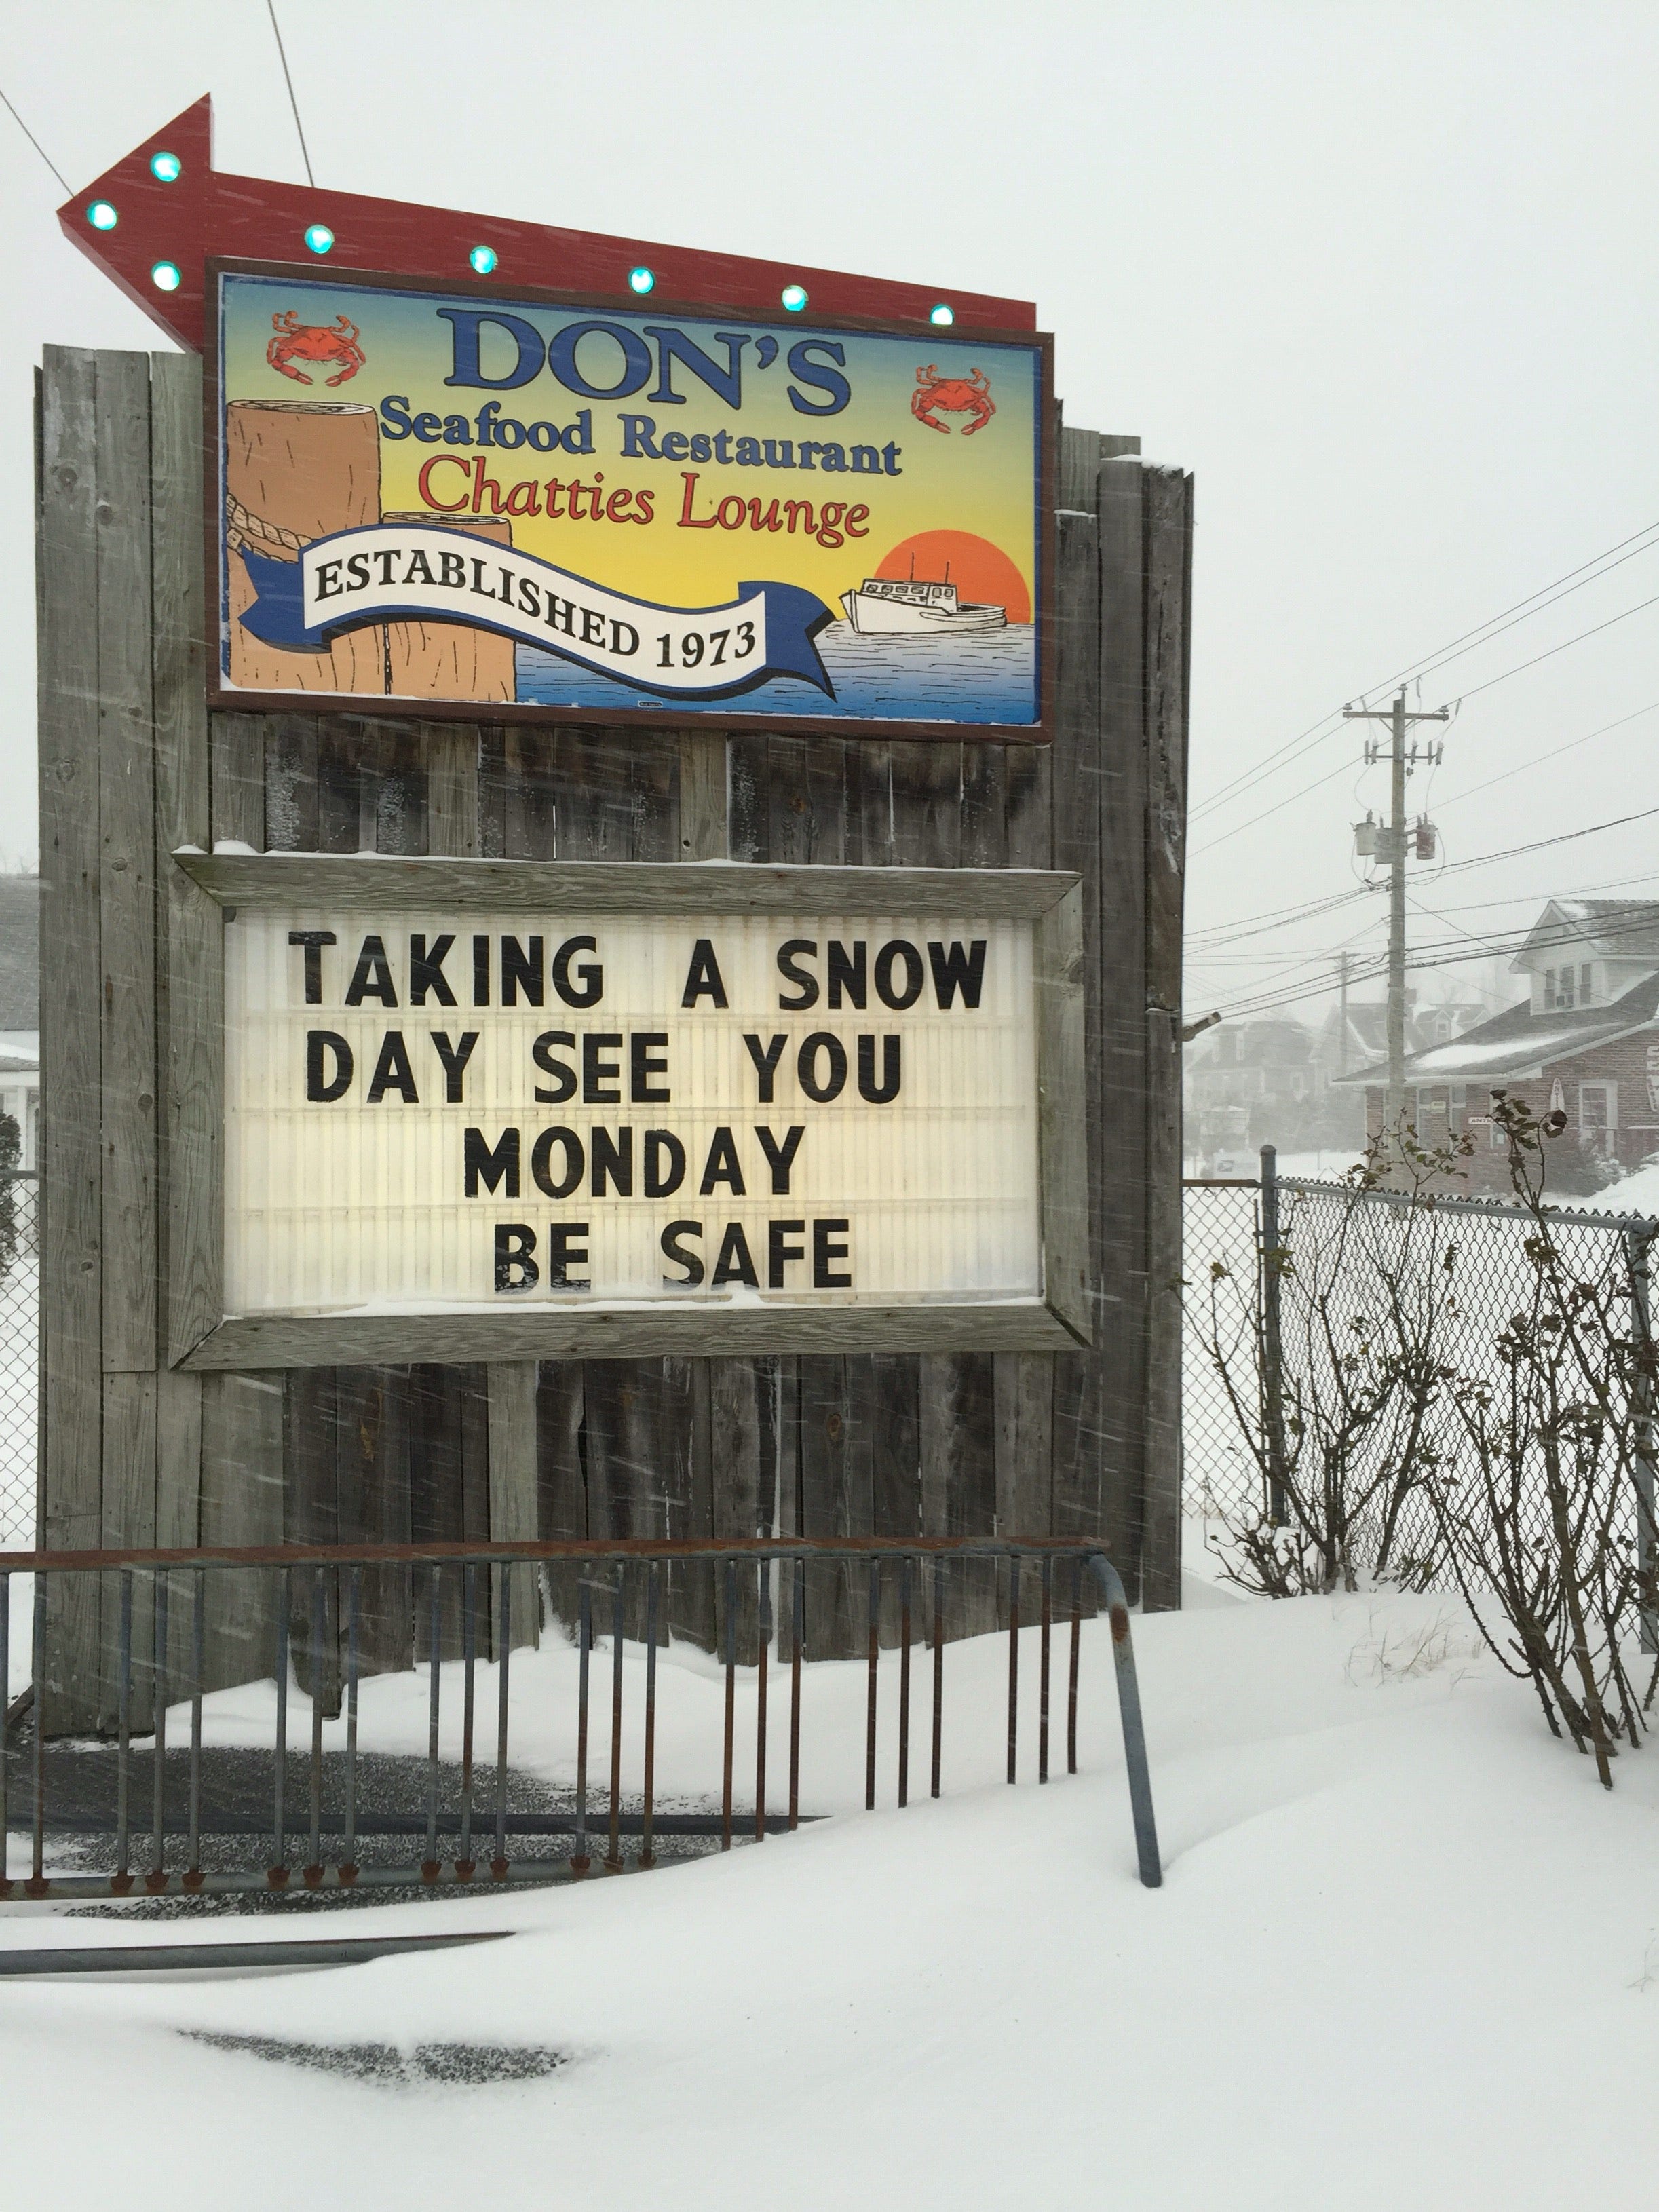 DON'S
Seafood Restaurant
Chatties Lounge
ESTABLISHED 1973
TAKING A SNOW
DAY SEE YOU
MONDAY
BE SAFE